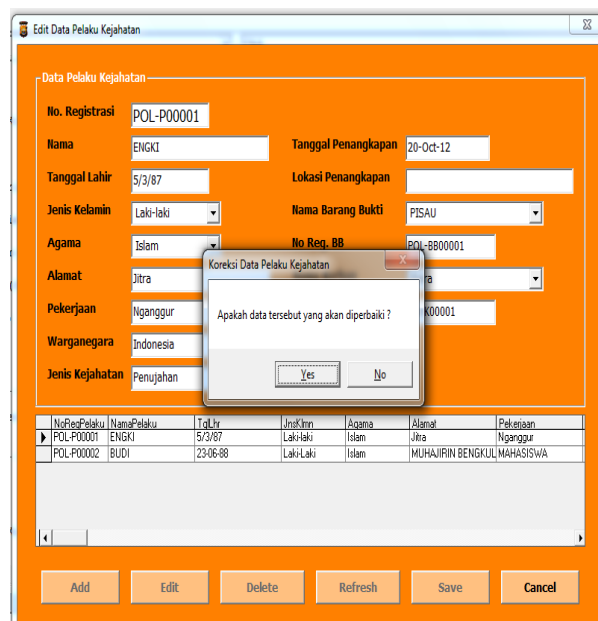 Edit Data Pelaku Kejahatan
Data Pelaku Kejahatan
No. Registrasi POL-P00001
Nama ENGKI Tanggal Penangkapan 20-Oct-12
Tanggal Lahir 5/3/87 Lokasi Penangkapan
Jenis Kelamin Laki-laki Nama Barang Bukti PISAU
Agama Islam No Reg. BB POL-BB00001
Koreksi Data Pelaku Kejahatan
Alamat Jitra
Apakah data tersebut yang akan diperbaiki ?
Pekerjaan Nganggur K00001
Warganegara Indonesia
Jenis Kejahatan Penujahan
Yes No
NoRegPelaku NamaPelaku TglLhr JnsKlmn Agama Alamat Pekerjaan
POL-P00001 ENGKI 5/3/87 Laki-laki Islam Jitra Nganggur
POL-P00002 BUDI 23-06-88 Laki-Laki Islam MUHAJIRIN BENGKUL MAHASISWA
Add Edit Delete Refresh Save Cancel